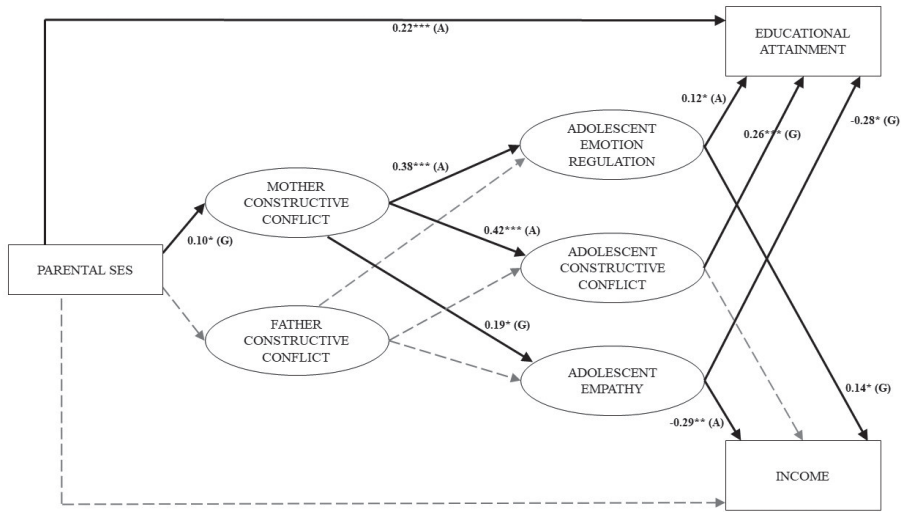 0.22*** (A)
EDUCATIONAL
ATTAINMENT
0.12* (A)
0.26*** (G)
-0.28* (G)
ADOLESCENT
EMOTION
REGULATION
0.38*** (A)
MOTHER
CONSTRUCTIVE
CONFLICT
0.10* (G)
0.42*** (A)
ADOLESCENT
CONSTRUCTIVE
CONFLICT
PARENTAL SES
FATHER
CONSTRUCTIVE
CONFLICT
0.19* (G)
ADOLESCENT
EMPATHY
0.14* (G)
-0.29** (A)
INCOME